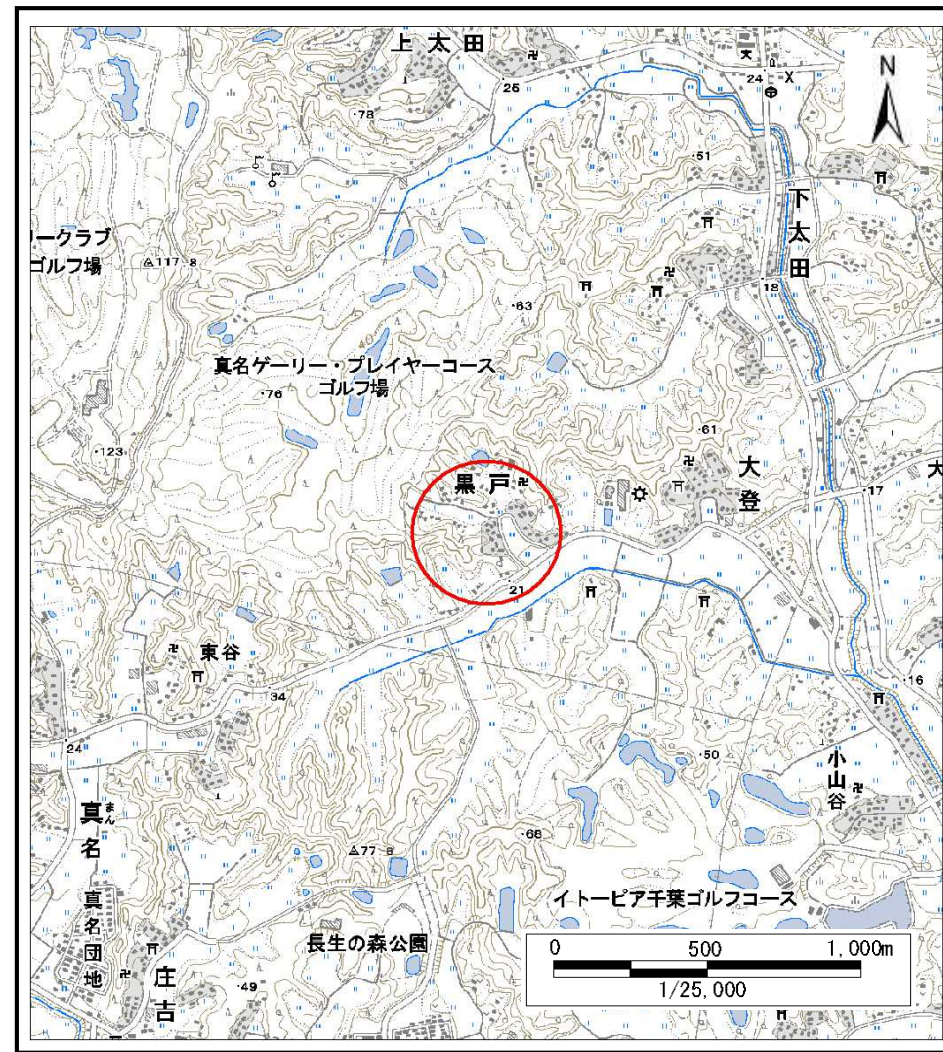 上太田
25
24
N
・78
・51
下太田
リークラブ
ゴルフ場
117.8
18
・63
真名ゲーリー・プレイヤーコース
ゴルフ場
・76
・61
・123
黒戸
大登
大
17
21
東谷
34
・16
24
・50
小山谷
真名
まん
・68
77
イトーピア千葉ゴルフコース
真名団地
長生の森公園
0 500 1,000m
1/25,000
庄吉
・49